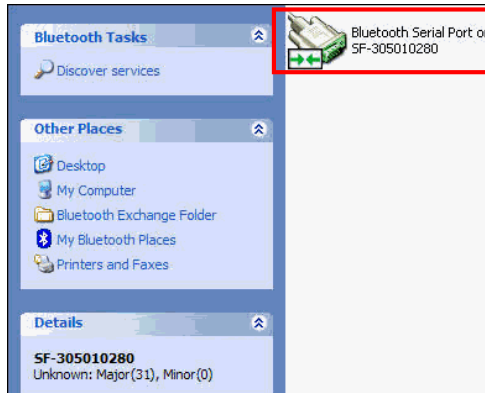 Bluetooth Tasks
Discover services
Other Places
Desktop
My Computer
Bluetooth Exchange Folder
My Bluetooth Places
Printers and Faxes
Details
SF-305010280
Unknown: Major(31), Minor(0)
Bluetooth Serial Port o
SF-305010280